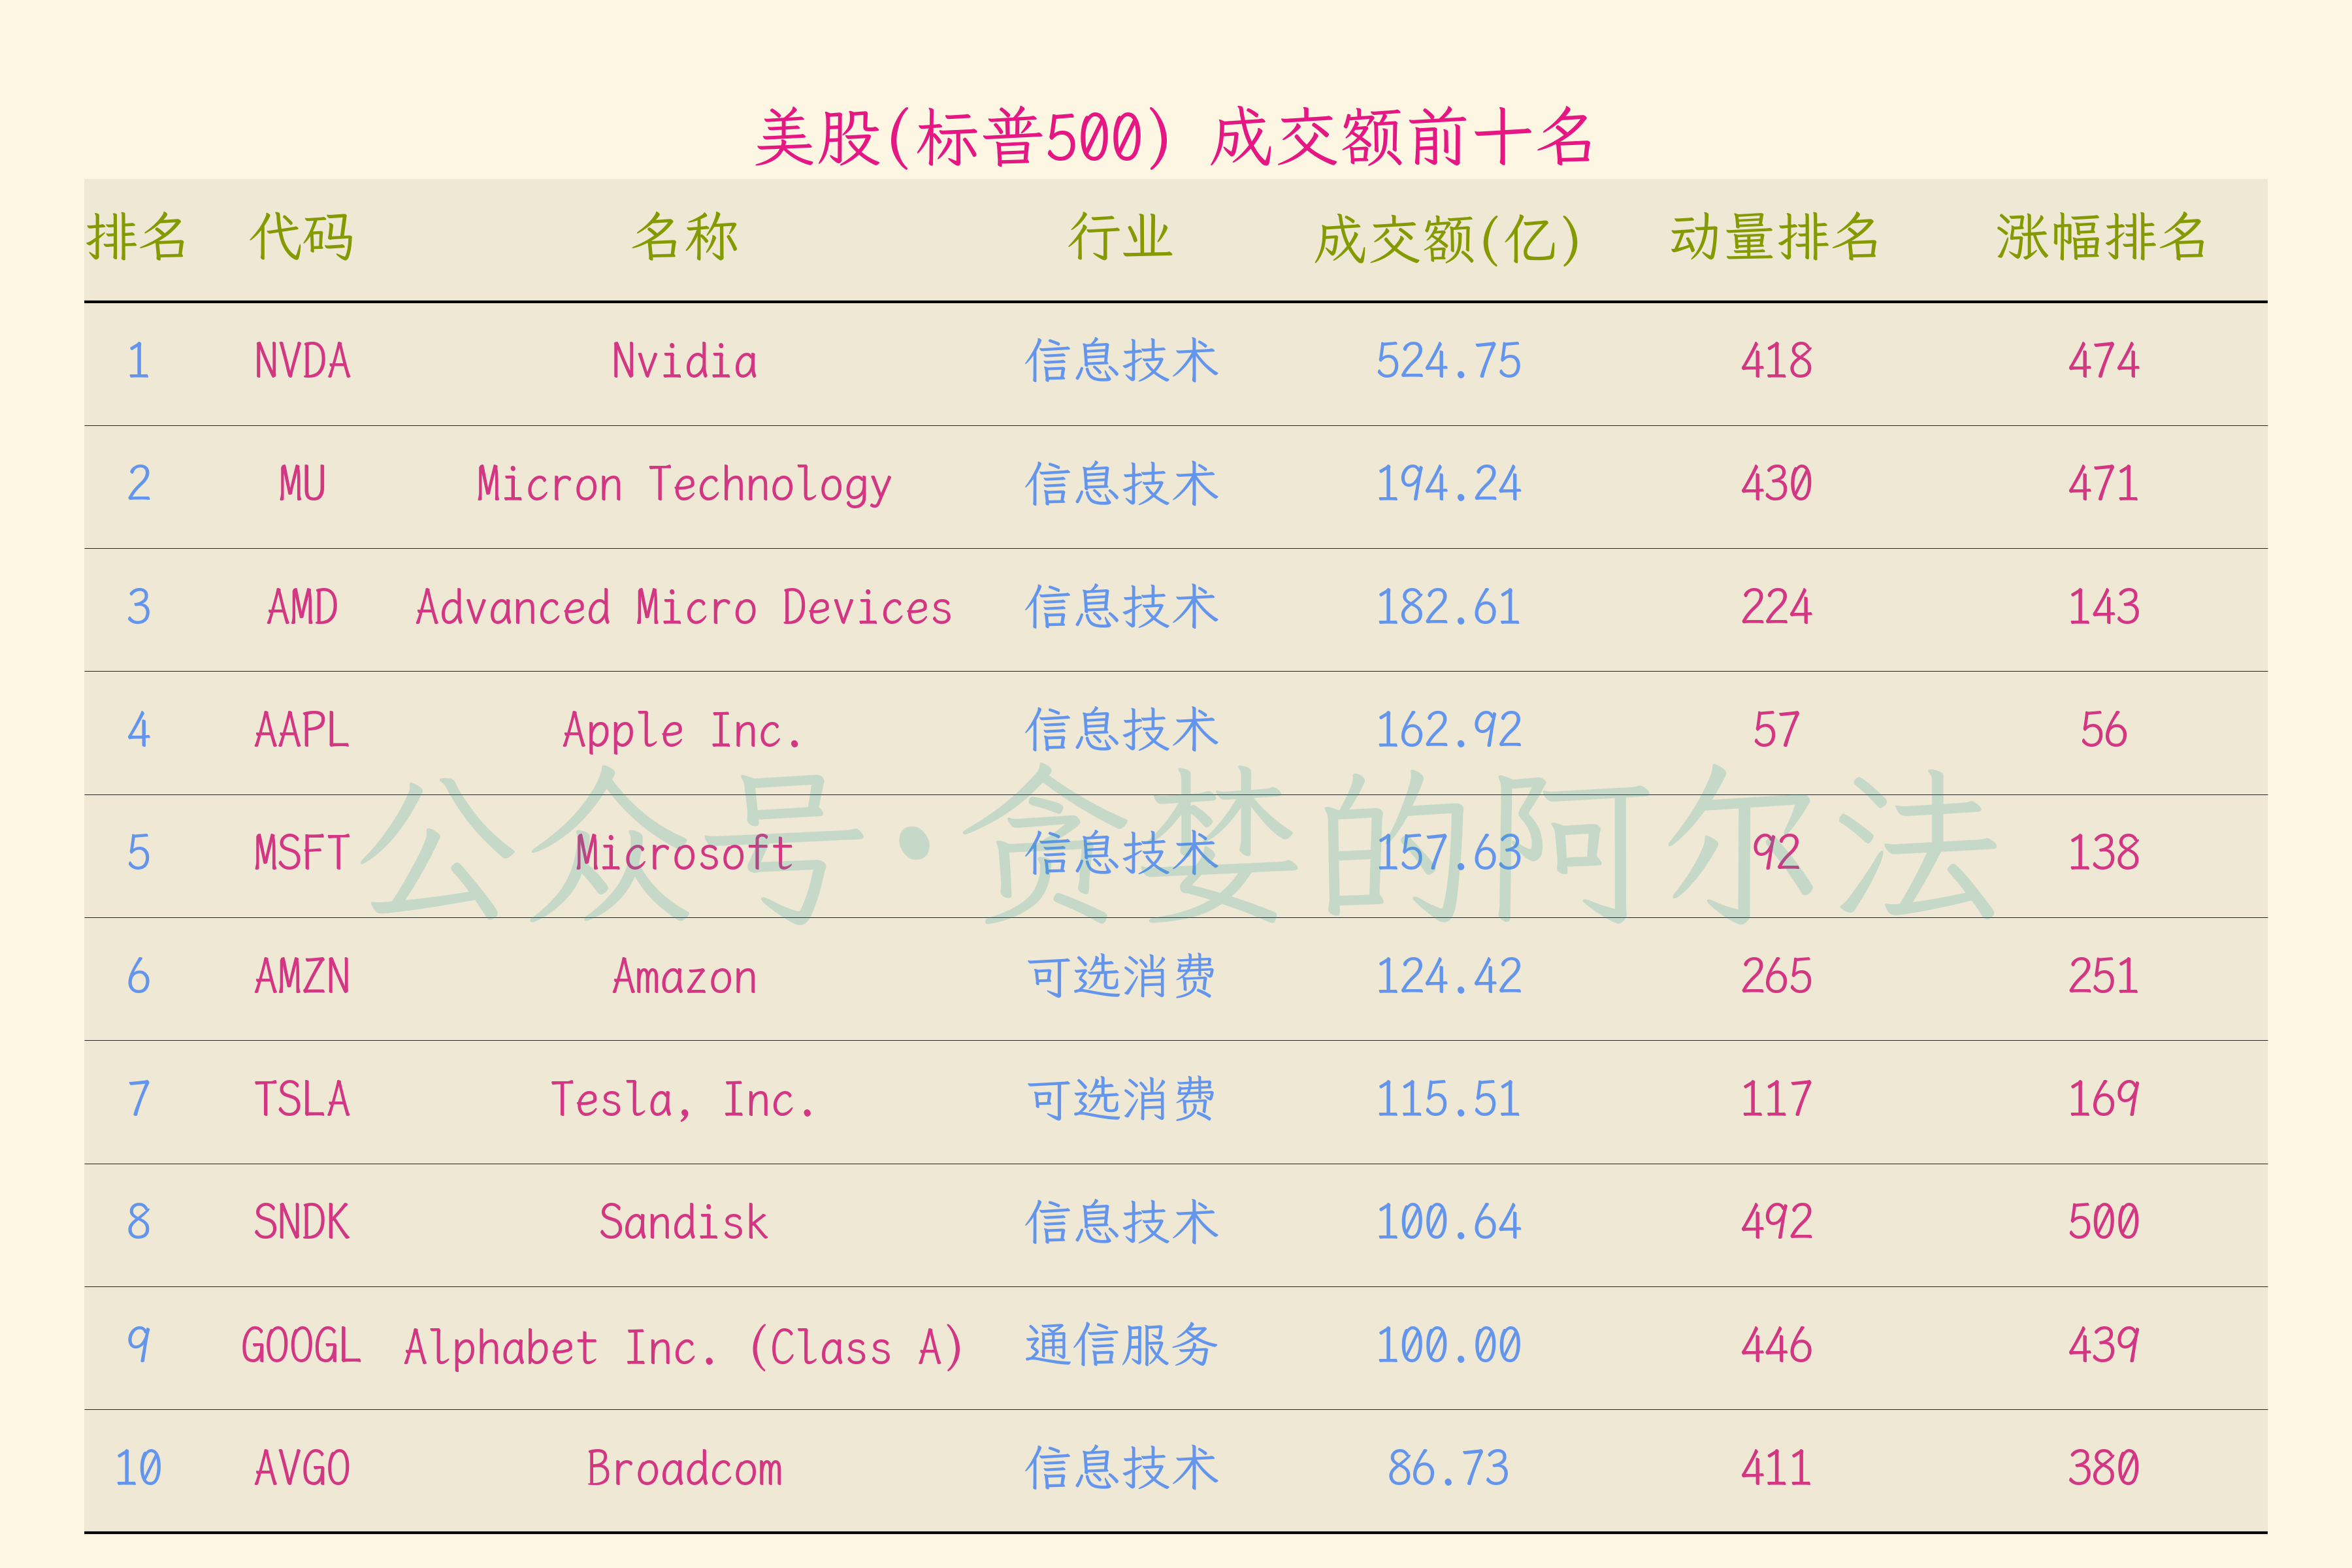 美股(标普500) 成交额前十名
排名 代码 名称 行业 成交额(亿) 动量排名 涨幅排名
1 NVDA Nvidia 信息技术 524.75 418 474
2 MU Micron Technology 信息技术 194.24 430 471
3 AMD Advanced Micro Devices 信息技术 182.61 224 143
4 AAPL Apple Inc. 信息技术 162.92 57 56
公众号·贪婪的阿尔法
5 MSFT Microsoft 信息技术 157.63 92 138
6 AMZN Amazon 可选消费 124.42 265 251
7 TSLA Tesla, Inc. 可选消费 115.51 117 169
8 SNDK Sandisk 信息技术 100.64 492 500
9 GOOGL Alphabet Inc. (Class A) 通信服务 100.00 446 439
10 AVGO Broadcom 信息技术 86.73 411 380